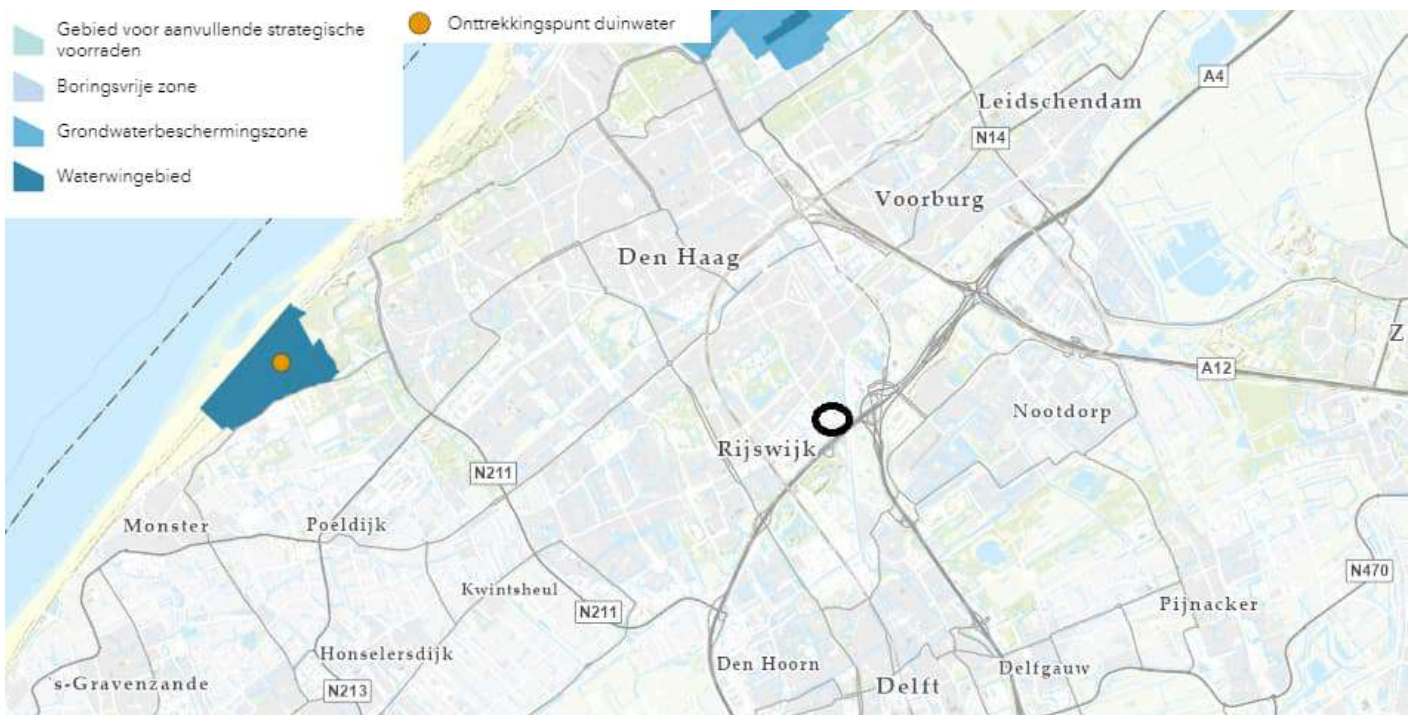 Gebied voor aanvullende strategische
voorraden
Boringsvrije zone
Grondwaterbeschermingszone
Waterwingebied
Onttrekkingspunt duinwater
A4
Leidschendam
N14
Voorburg
Den Haag
Z
A12
Nootdorp
Rijswijk
N211
Monster
Poeldijk
Kwintsheul
N211
N470
Pijnacker
Honselersdijk
Den Hoorn
Delfgauw
's-Gravenzande
N213
Delft